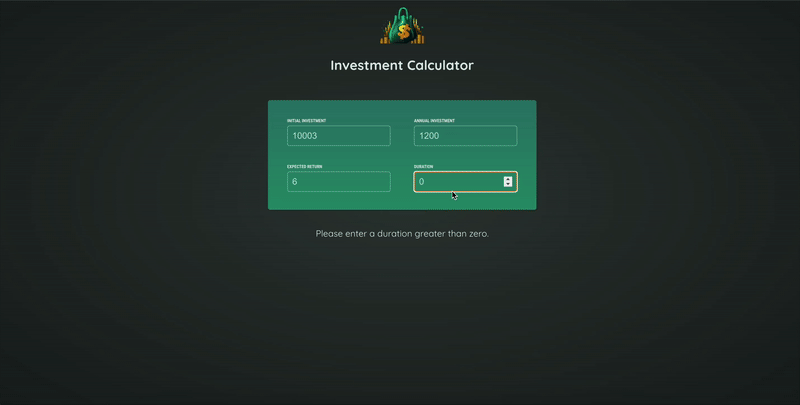 Investment Calculator
INITIAL INVESTMENT ANNUAL INVESTMENT
10003 1200
EXPECTED RETURN DURATION
6 0
Please enter a duration greater than zero.